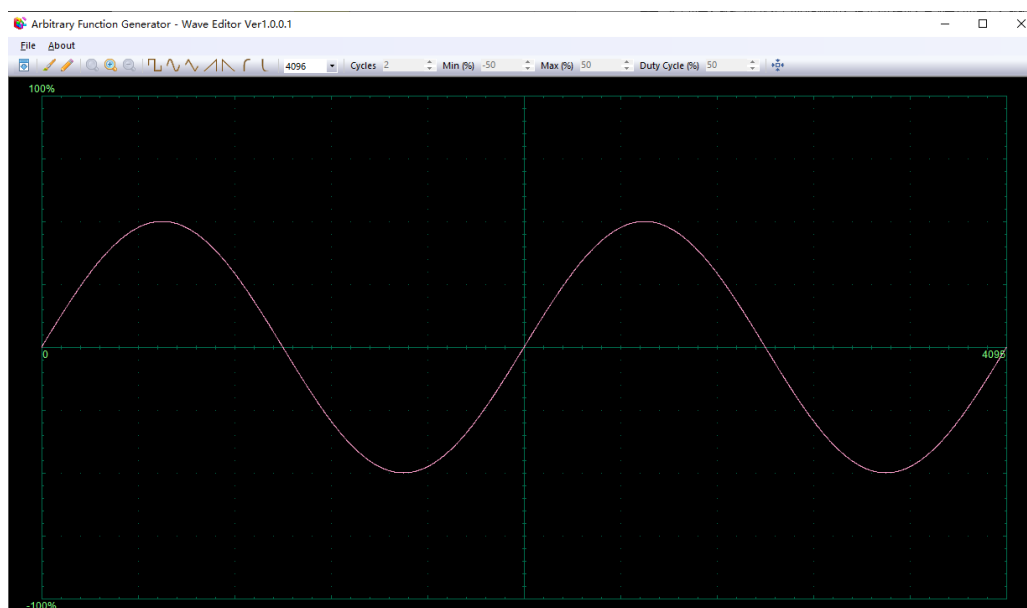 Arbitrary Function Generator - Wave Editor Ver1.0.0.1
File About
4096 Cycles 2 Min (%) -50 Max (%) 50 Duty Cycle (%) 50
100%
0
4095
-100%